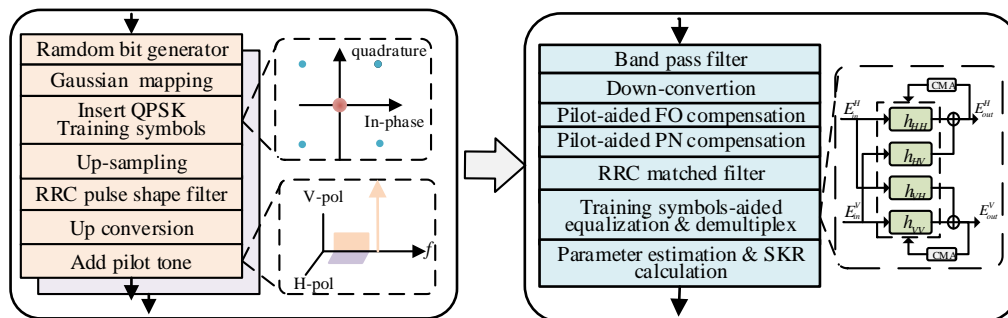 Ramdom bit generator
Gaussian mapping
Insert QPSK
Training symbols
Up-sampling
RRC pulse shape filter
Up conversion
Add pilot tone
quadrature
In-phase
V-pol
f
H-pol
Band pass filter
Down-convertion
Pilot-aided FO compensation
Pilot-aided PN compensation
RRC matched filter
Training symbols-aided
equalization & demultiplex
Parameter estimation & SKR
calculation
CMA
E_in^H
h_HH
E_out^H
h_HV
h_VH
E_in^V
h_VV
E_out^V
CMA